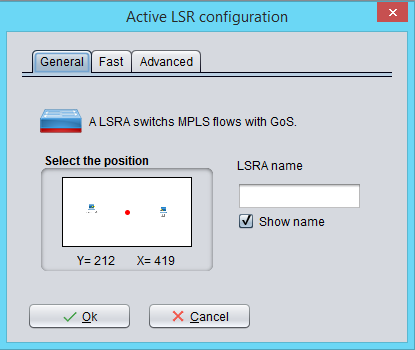 Active LSR configuration
General Fast Advanced
A LSRA switchs MPLS flows with GoS.
Select the position
LSRA name
Show name
Y= 212 X= 419
Ok Cancel